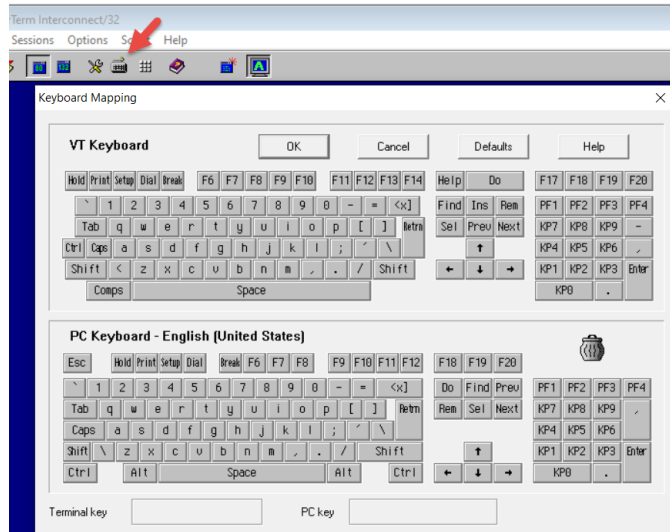 Term Interconnect/32
Sessions Options Help
Keyboard Mapping
VT Keyboard OK Cancel Defaults Help
Hold Print Setup Dial Break F6 F7 F8 F9 F10 F11 F12 F13 F14 Help Do F17 F18 F19 F20
` 1 2 3 4 5 6 7 8 9 0 - = <x] Find Ins Rem PF1 PF2 PF3 PF4
Tab q w e r t y u i o p [ ] Retrn Sel Prev Next KP7 KP8 KP9 -
Ctrl Caps a s d f g h j k l ; ´ \ ↑ KP4 KP5 KP6 ,
Shift < z x c v b n m , . / Shift ← ↓ → KP1 KP2 KP3 Enter
Comps Space KP0 .
PC Keyboard - English (United States)
Esc Hold Print Setup Dial Break F6 F7 F8 F9 F10 F11 F12 F18 F19 F20
` 1 2 3 4 5 6 7 8 9 0 - = <x] Do Find Prev PF1 PF2 PF3 PF4
Tab q w e r t y u i o p [ ] Retrn Rem Sel Next KP7 KP8 KP9 ,
Caps a s d f g h j k l ; ´ \ KP4 KP5 KP6
Shift \ z x c v b n m , . / Shift ↑ KP1 KP2 KP3 Enter
Ctrl Alt Space Alt Ctrl ← ↓ → KP0 .
Terminal key PC key